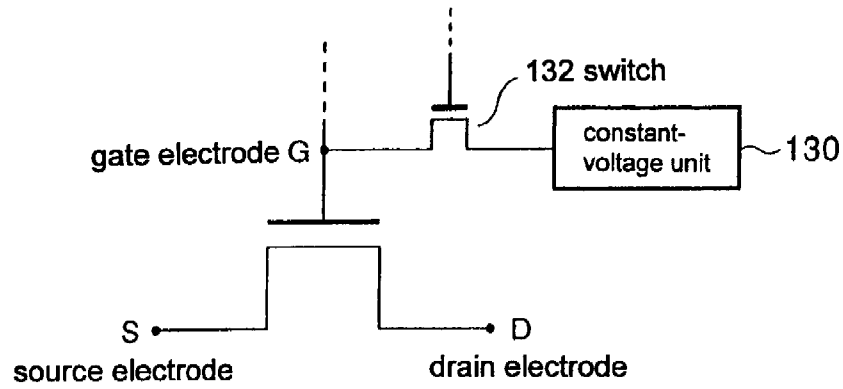 132 switch
constant-
voltage unit
130
gate electrode G
S
D
source electrode
drain electrode